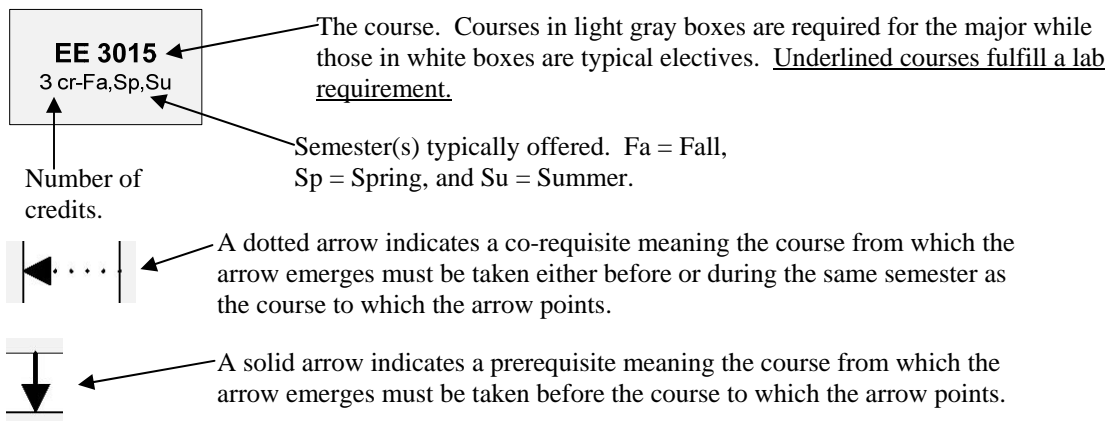 EE 3015
3 cr-Fa,Sp,Su
The course. Courses in light gray boxes are required for the major while
those in white boxes are typical electives. Underlined courses fulfill a lab
requirement.
Semester(s) typically offered. Fa = Fall,
Sp = Spring, and Su = Summer.
Number of
credits.
A dotted arrow indicates a co-requisite meaning the course from which the
arrow emerges must be taken either before or during the same semester as
the course to which the arrow points.
A solid arrow indicates a prerequisite meaning the course from which the
arrow emerges must be taken before the course to which the arrow points.